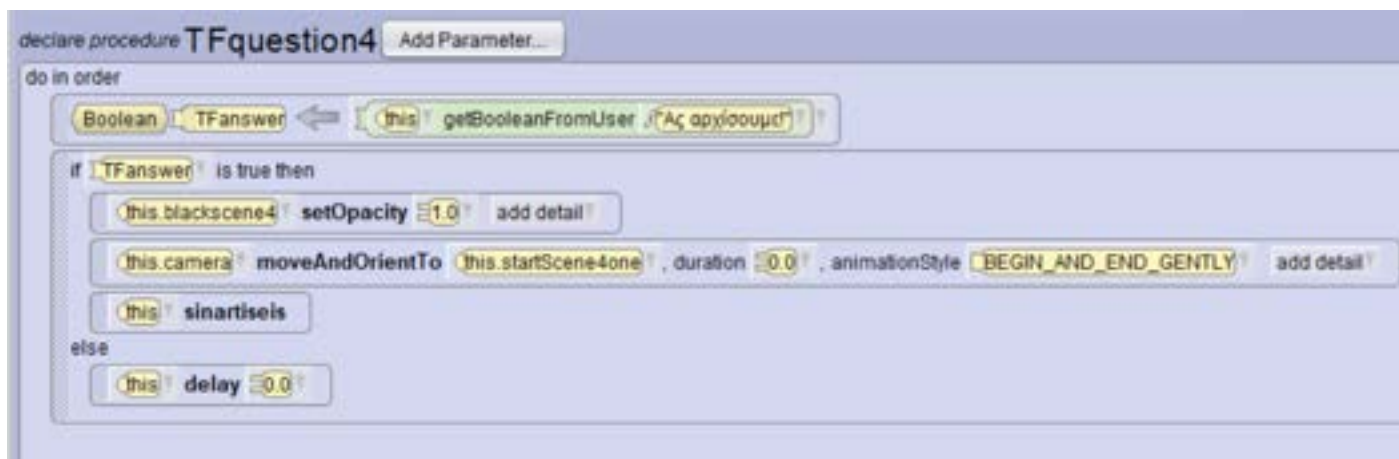 declare procedure TFquestion4 Add Parameter...
do in order
Boolean TFanswer this getBooleanFromUser "Ας αρχίσουμε!"
if TFanswer is true then
this.blackscene4 setOpacity 1.0 add detail
this.camera moveAndOrientTo this.startScene4one , duration 0.0 , animationStyle BEGIN_AND_END_GENTLY add detail
this sinartiseis
else
this delay 0.0